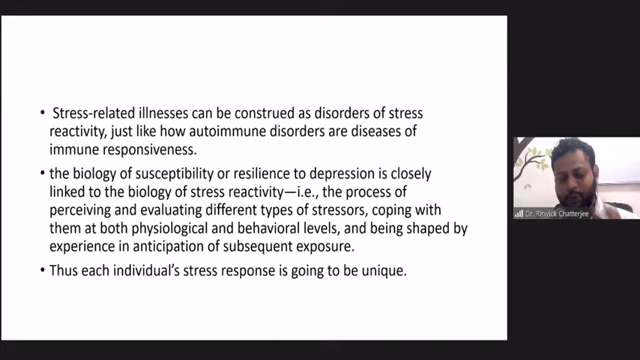 • Stress-related illnesses can be construed as disorders of stress
reactivity, just like how autoimmune disorders are diseases of
immune responsiveness.
• the biology of susceptibility or resilience to depression is closely
linked to the biology of stress reactivity—i.e., the process of
perceiving and evaluating different types of stressors, coping with
them at both physiological and behavioral levels, and being shaped by
experience in anticipation of subsequent exposure.
• Thus each individual's stress response is going to be unique.
Dr. Ritwick Chatterjee